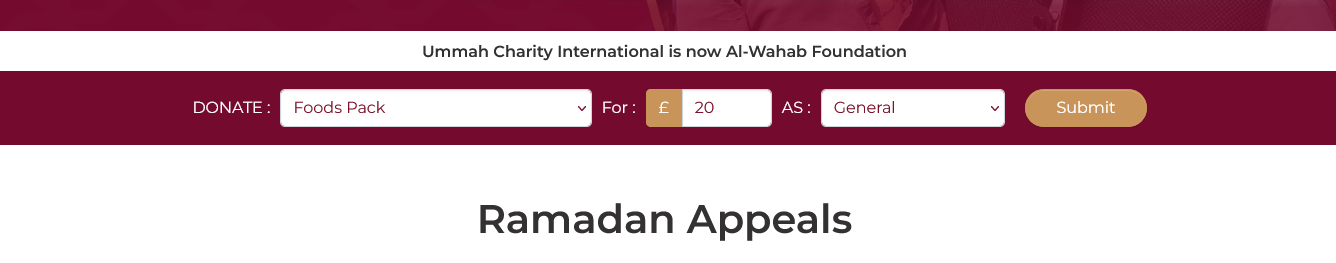 Ummah Charity International is now Al-Wahab Foundation
DONATE : Foods Pack For : £ 20 AS : General Submit
Ramadan Appeals